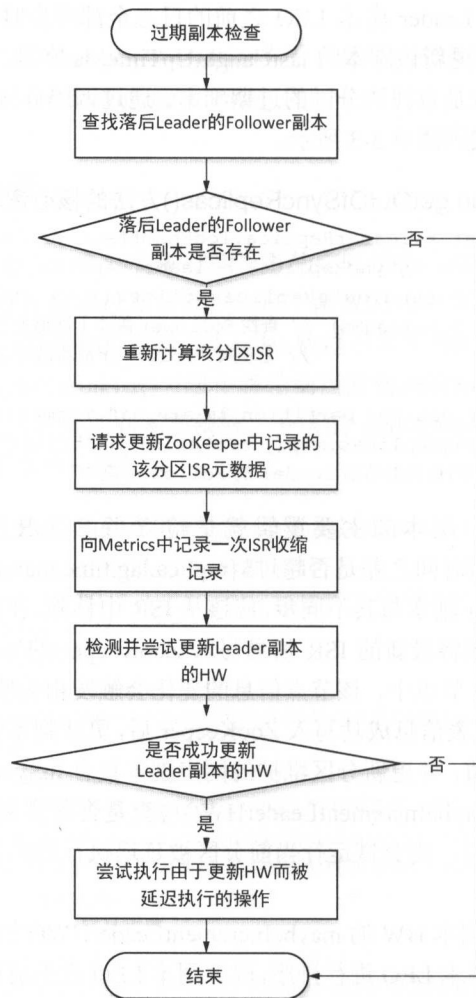 过期副本检查
查找落后Leader的Follower副本
落后Leader的Follower
副本是否存在
否
是
重新计算该分区ISR
请求更新ZooKeeper中记录的
该分区ISR元数据
向Metrics中记录一次ISR收缩
记录
检测并尝试更新Leader副本
的HW
是否成功更新
Leader副本的HW
否
是
尝试执行由于更新HW而被
延迟执行的操作
结束